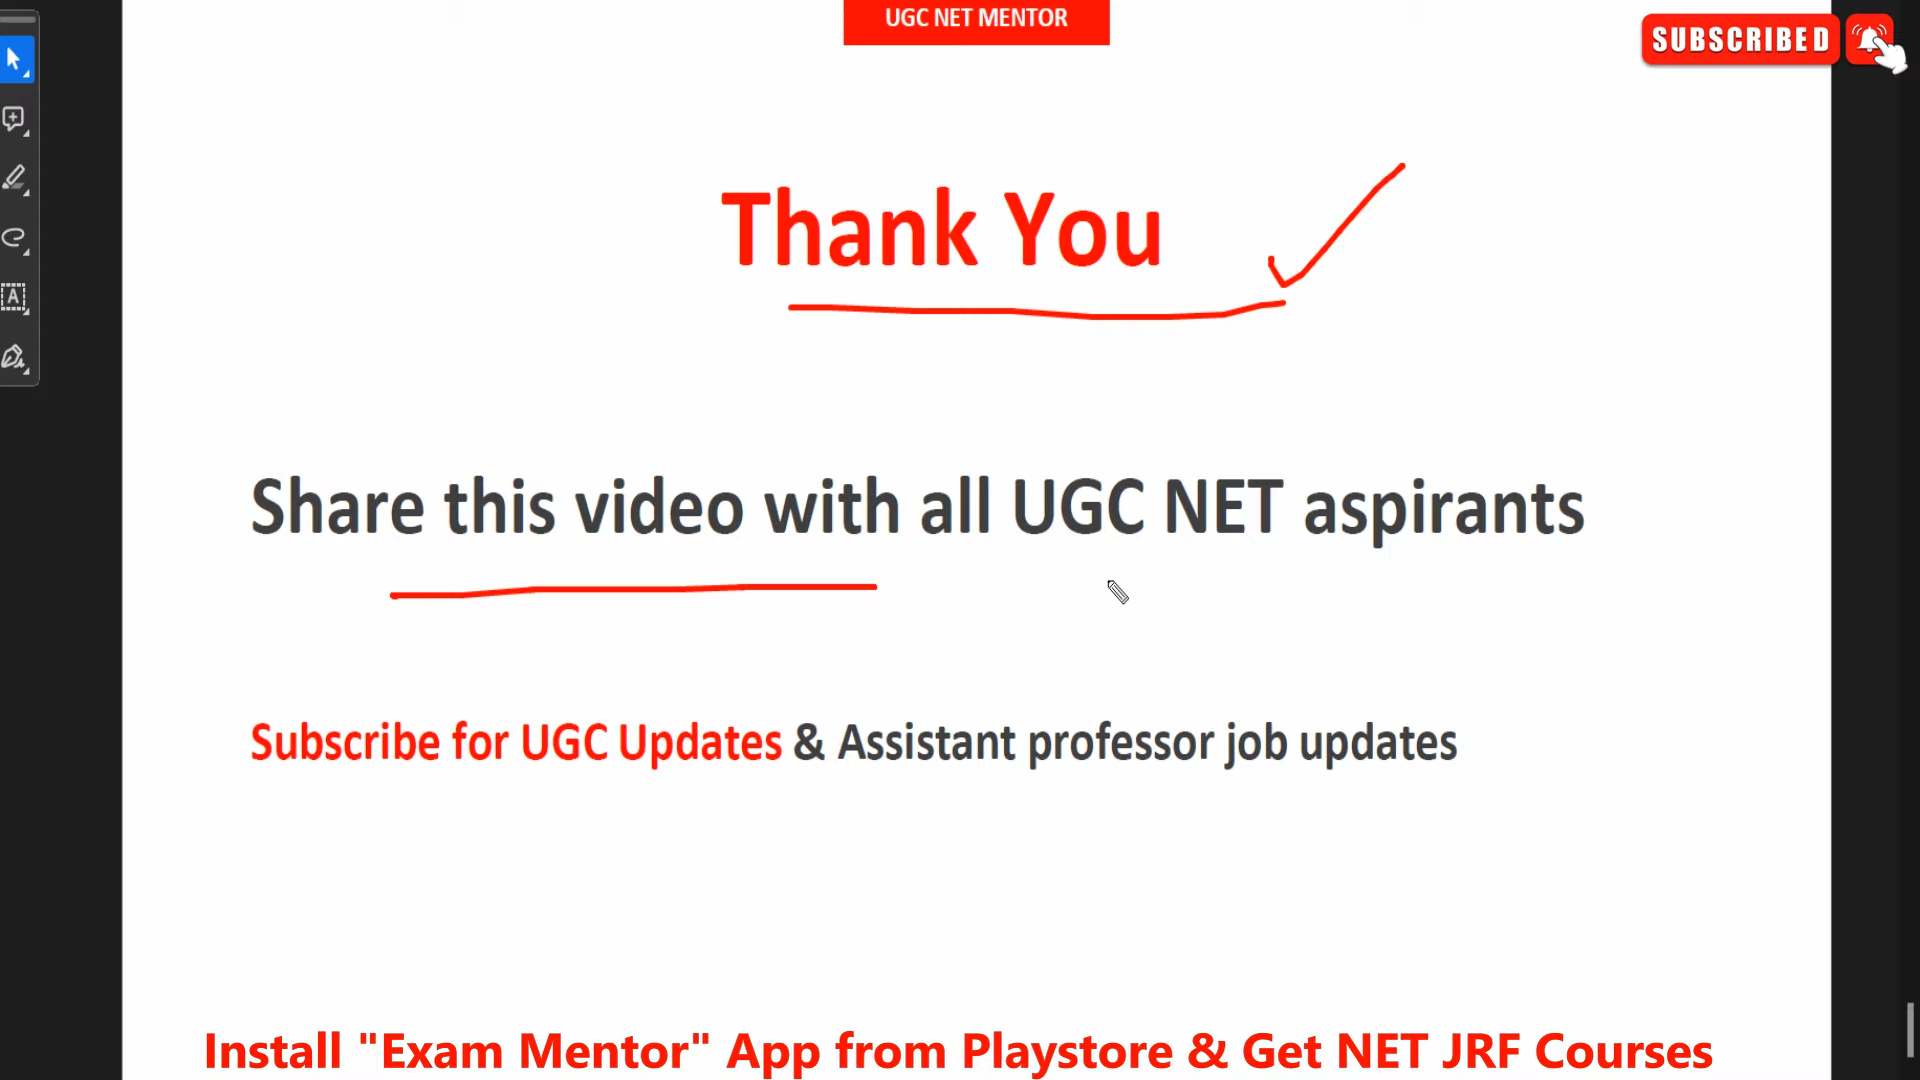 UGC NET MENTOR
SUBSCRIBED
A
Thank You
Share this video with all UGC NET aspirants
Subscribe for UGC Updates & Assistant professor job updates
Install "Exam Mentor" App from Playstore & Get NET JRF Courses